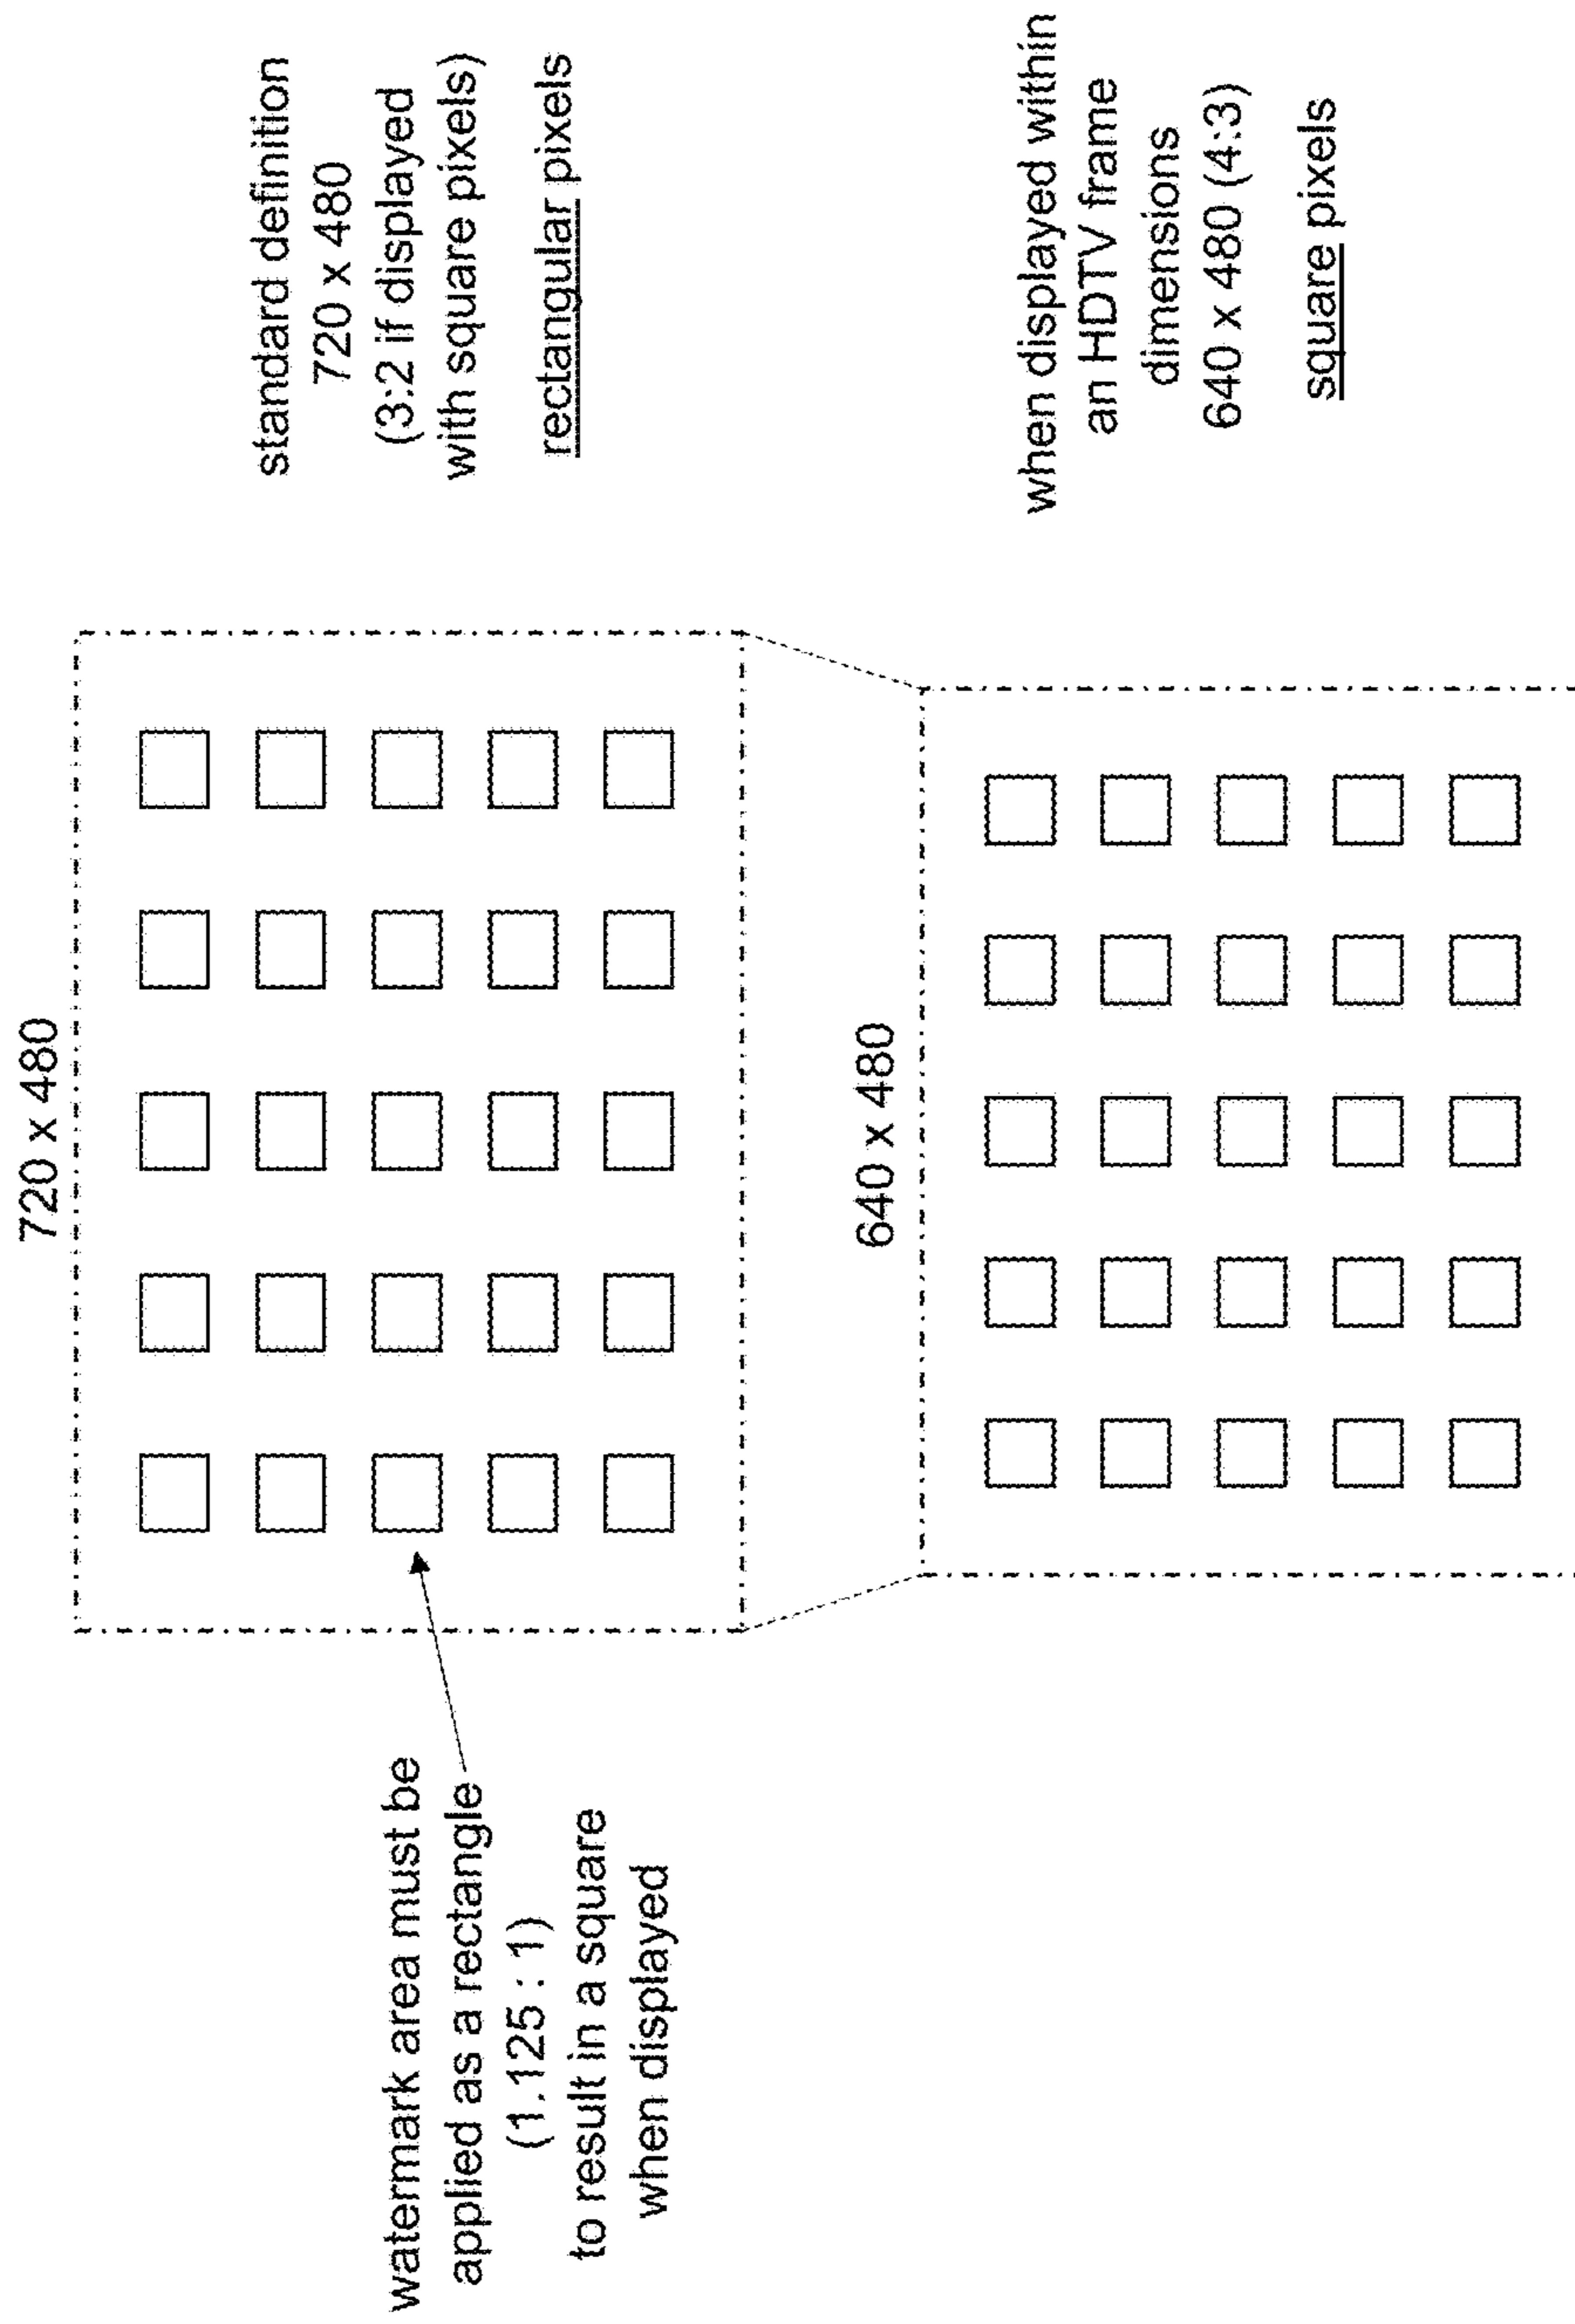 720 x 480
standard definition
720 x 480
(3:2 if displayed
with square pixels)
rectangular pixels
watermark area must be
applied as a rectangle
(1.125 : 1)
to result in a square
when displayed
640 x 480
when displayed within
an HDTV frame
dimensions
640 x 480 (4:3)
square pixels